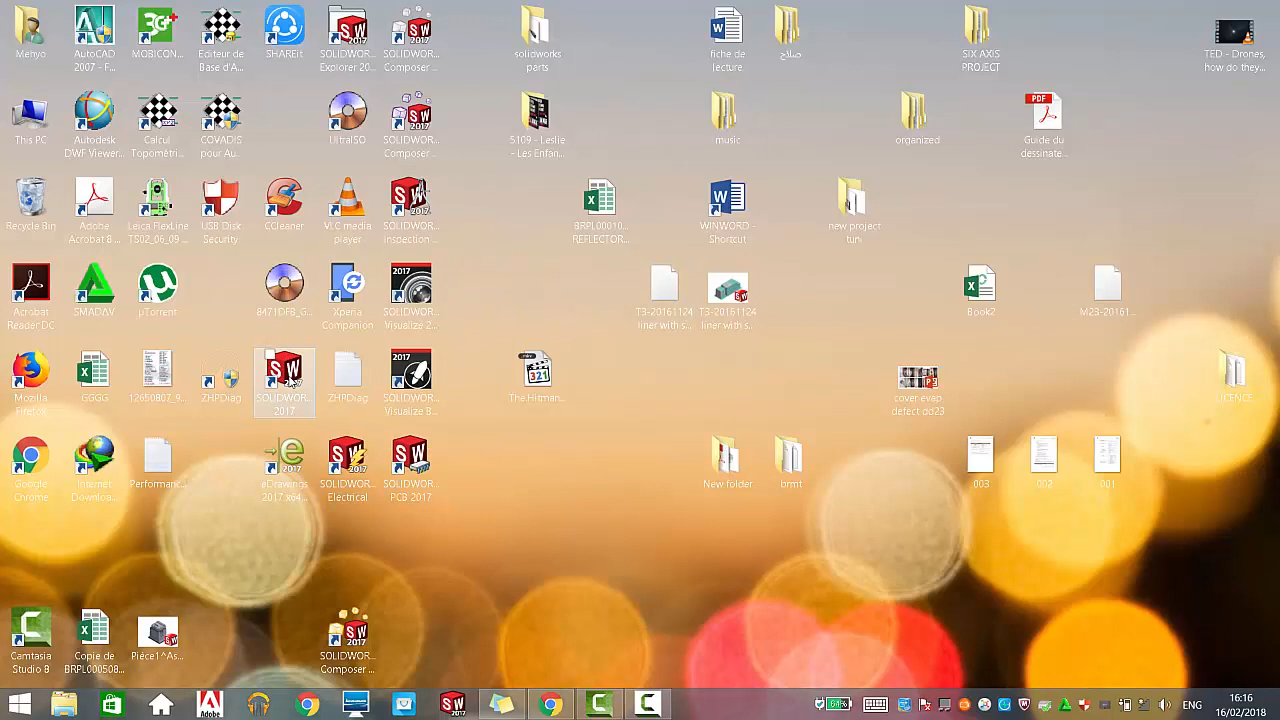 Menyo
AutoCAD
2007 - F...
MOBICON...
Editeur de
Base d'A...
SHAREit
SOLIDWOR...
Explorer 20...
SOLIDWOR...
Composer ...
solidworks
parts
fiche de
lecture
صلاح
SIX AXIS
PROJECT
TED - Drones,
how do they...
This PC
Autodesk
DWF Viewer...
Calcul
Topométri...
COVADIS
pour Au...
UltraISO
SOLIDWOR...
Composer ...
5109 - Leslie
- Les Enfan...
music
organized
Guide du
dessinate...
Recycle Bin
Adobe
Acrobat 8 ...
Leica FlexLine
TS02_06_09 ...
USB Disk
Security
CCleaner
VLC media
player
SOLIDWOR...
Inspection...
BRPL00010...
REFLECTOR...
WINWORD -
Shortcut
new project
tuni
Acrobat
Reader DC
SMADAV
µTorrent
8471DFB_G...
Xperia
Companion
SOLIDWOR...
Visualize 2...
T3-20161124
liner with s...
T3-20161124
liner with s...
Book2
M23-20161...
Mozilla
Firefox
GGGG
12650807_9...
ZHPDiag
SOLIDWOR...
2017
ZHPDiag
SOLIDWOR...
Visualize B...
The.Hitman...
cover evap
defect dd23
LICENCE
Google
Chrome
Internet
Downloa...
Performanc...
eDrawings
2017 x64...
SOLIDWOR...
Electrical
SOLIDWOR...
PCB 2017
New folder
brmt
003
002
001
Camtasia
Studio 8
Copie de
BRPL000508...
Pièce1^As...
SOLIDWOR...
Composer ...
Adobe
64%
ENG
16:16
16/02/2018